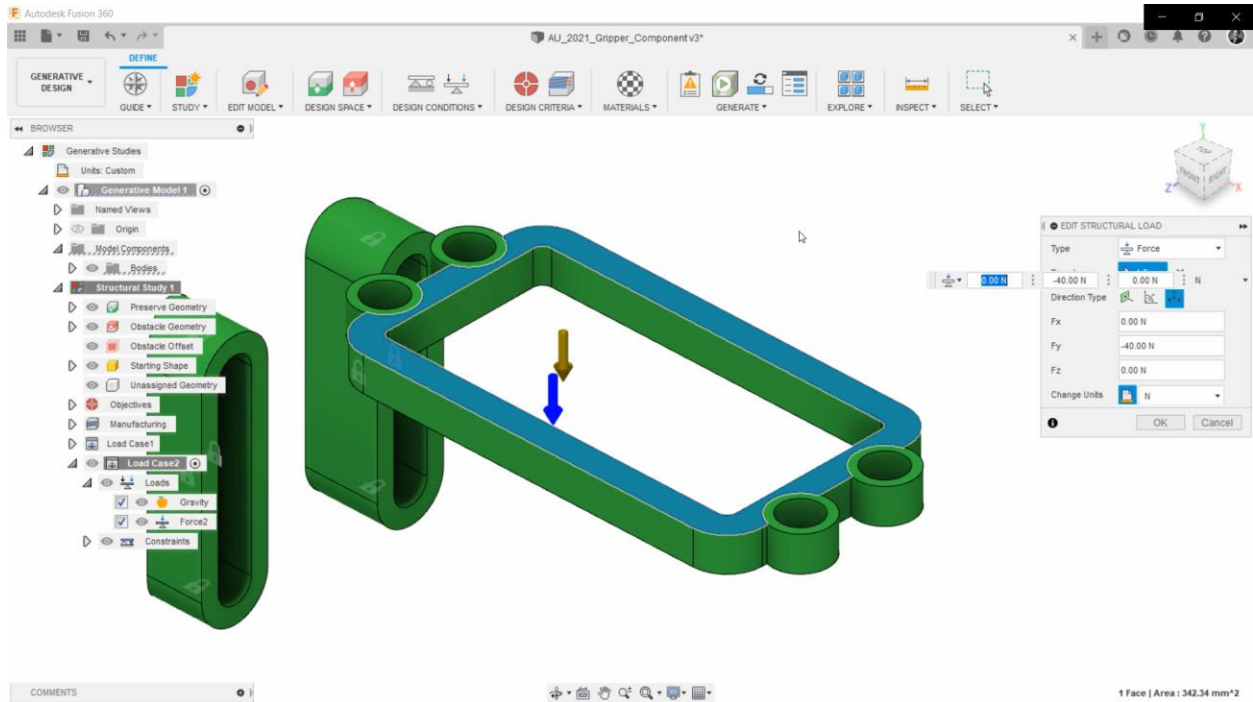 Autodesk Fusion 360
AU_2021_Gripper_Component v3*
DEFINE
GENERATIVE DESIGN
GUIDE
STUDY
EDIT MODEL
DESIGN SPACE
DESIGN CONDITIONS
DESIGN CRITERIA
MATERIALS
GENERATE
EXPLORE
INSPECT
SELECT
BROWSER
Generative Studies
Units: Custom
Generative Model 1
Named Views
Origin
Model Components
Bodies
Structural Study 1
Preserve Geometry
Obstacle Geometry
Obstacle Offset
Starting Shape
Unassigned Geometry
Objectives
Manufacturing
Load Case1
Load Case2
Loads
Gravity
Force2
Constraints
TOP
FRONT
RIGHT
Y
Z
X
EDIT STRUCTURAL LOAD
Type Force
0.00 N -40.00 N 0.00 N N
Direction Type
Fx 0.00 N
Fy -40.00 N
Fz 0.00 N
Change Units N
OK Cancel
COMMENTS
1 Face | Area : 342.34 mm^2